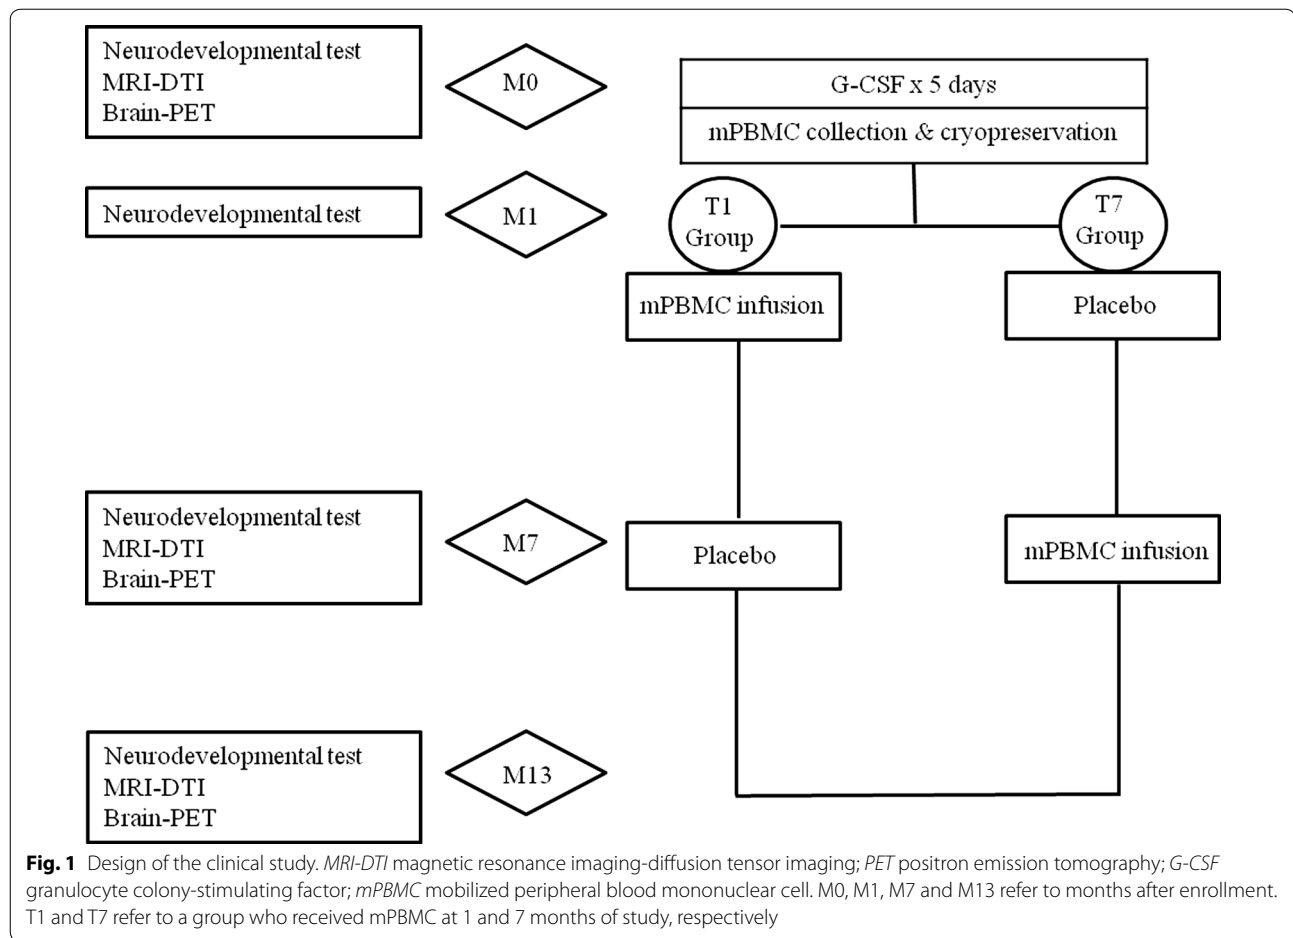 Neurodevelopmental test
MRI-DTI
Brain-PET
M0
G-CSF x 5 days
mPBMC collection & cryopreservation
Neurodevelopmental test
M1
T1
Group
T7
Group
mPBMC infusion
Placebo
Neurodevelopmental test
MRI-DTI
Brain-PET
M7
Placebo
mPBMC infusion
Neurodevelopmental test
MRI-DTI
Brain-PET
M13
Fig. 1 Design of the clinical study. MRI-DTI magnetic resonance imaging-diffusion tensor imaging; PET positron emission tomography; G-CSF
granulocyte colony-stimulating factor; mPBMC mobilized peripheral blood mononuclear cell. M0, M1, M7 and M13 refer to months after enrollment.
T1 and T7 refer to a group who received mPBMC at 1 and 7 months of study, respectively